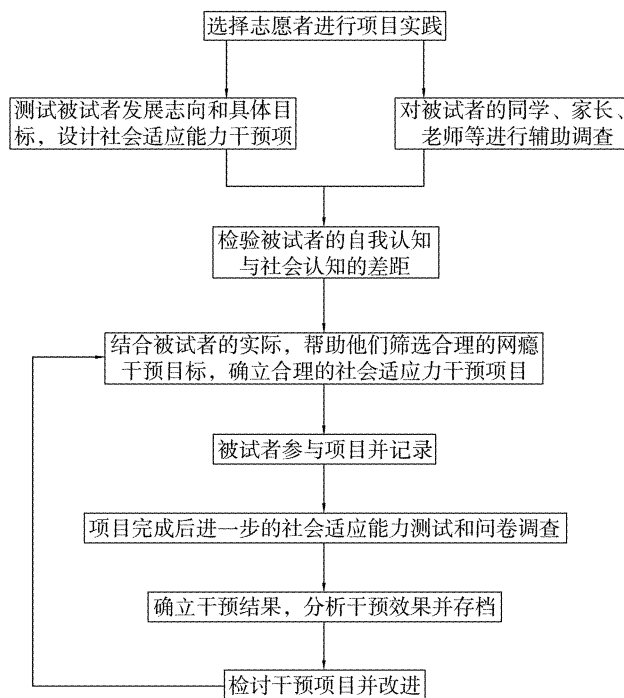 选择志愿者进行项目实践
测试被试者发展志向和具体目
标，设计社会适应能力干预项
对被试者的同学、家长、
老师等进行辅助调查
检验被试者的自我认知
与社会认知的差距
结合被试者的实际，帮助他们筛选合理的网瘾
干预目标，确立合理的社会适应力干预项目
被试者参与项目并记录
项目完成后进一步的社会适应能力测试和问卷调查
确立干预结果，分析干预效果并存档
检讨干预项目并改进